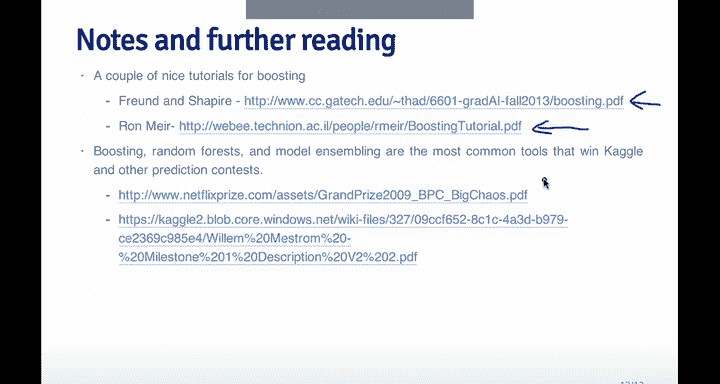 Notes and further reading
· A couple of nice tutorials for boosting
- Freund and Shapire - http://www.cc.gatech.edu/~thad/6601-gradAI-fall2013/boosting.pdf
- Ron Meir- http://webee.technion.ac.il/people/rmeir/BoostingTutorial.pdf
· Boosting, random forests, and model ensembling are the most common tools that win Kaggle
and other prediction contests.
- http://www.netflixprize.com/assets/GrandPrize2009_BPC_BigChaos.pdf
- https://kaggle2.blob.core.windows.net/wiki-files/327/09ccf652-8c1c-4a3d-b979-
ce2369c985e4/Willem%20Mestrom%20-
%20Milestone%201%20Description%20V2%202.pdf